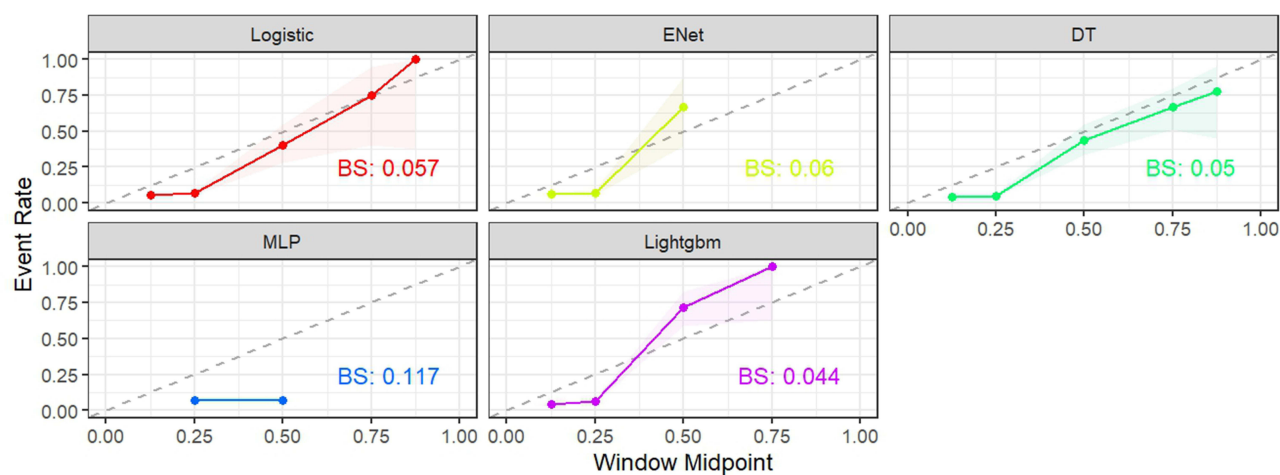 Logistic
ENet
DT
1.00
0.75
0.50
0.25
0.00
BS: 0.057
BS: 0.06
BS: 0.05
0.00 0.25 0.50 0.75 1.00
Event Rate
MLP
Lightgbm
1.00
0.75
0.50
0.25
0.00
BS: 0.117
BS: 0.044
0.00 0.25 0.50 0.75 1.00
0.00 0.25 0.50 0.75 1.00
Window Midpoint